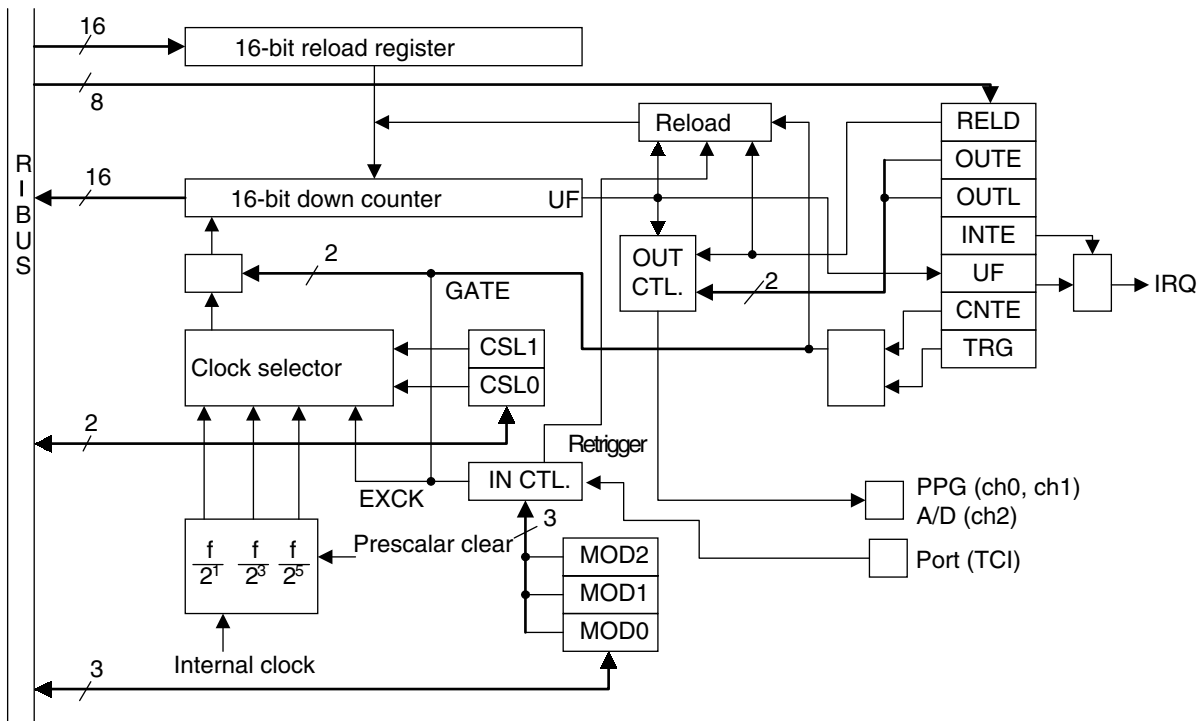 16
16-bit reload register
8
Reload
RELD
OUTE
OUTL
INTE
UF
CNTE
TRG
R
I
B
U
S
16
16-bit down counter
UF
OUT
CTL.
2
IRQ
2
GATE
Clock selector
CSL1
CSL0
2
Retrigger
IN CTL.
EXCK
PPG (ch0, ch1)
A/D (ch2)
Port (TCI)
3
Prescalar clear
f f f
2¹ 2³ 2⁵
MOD2
MOD1
MOD0
Internal clock
3